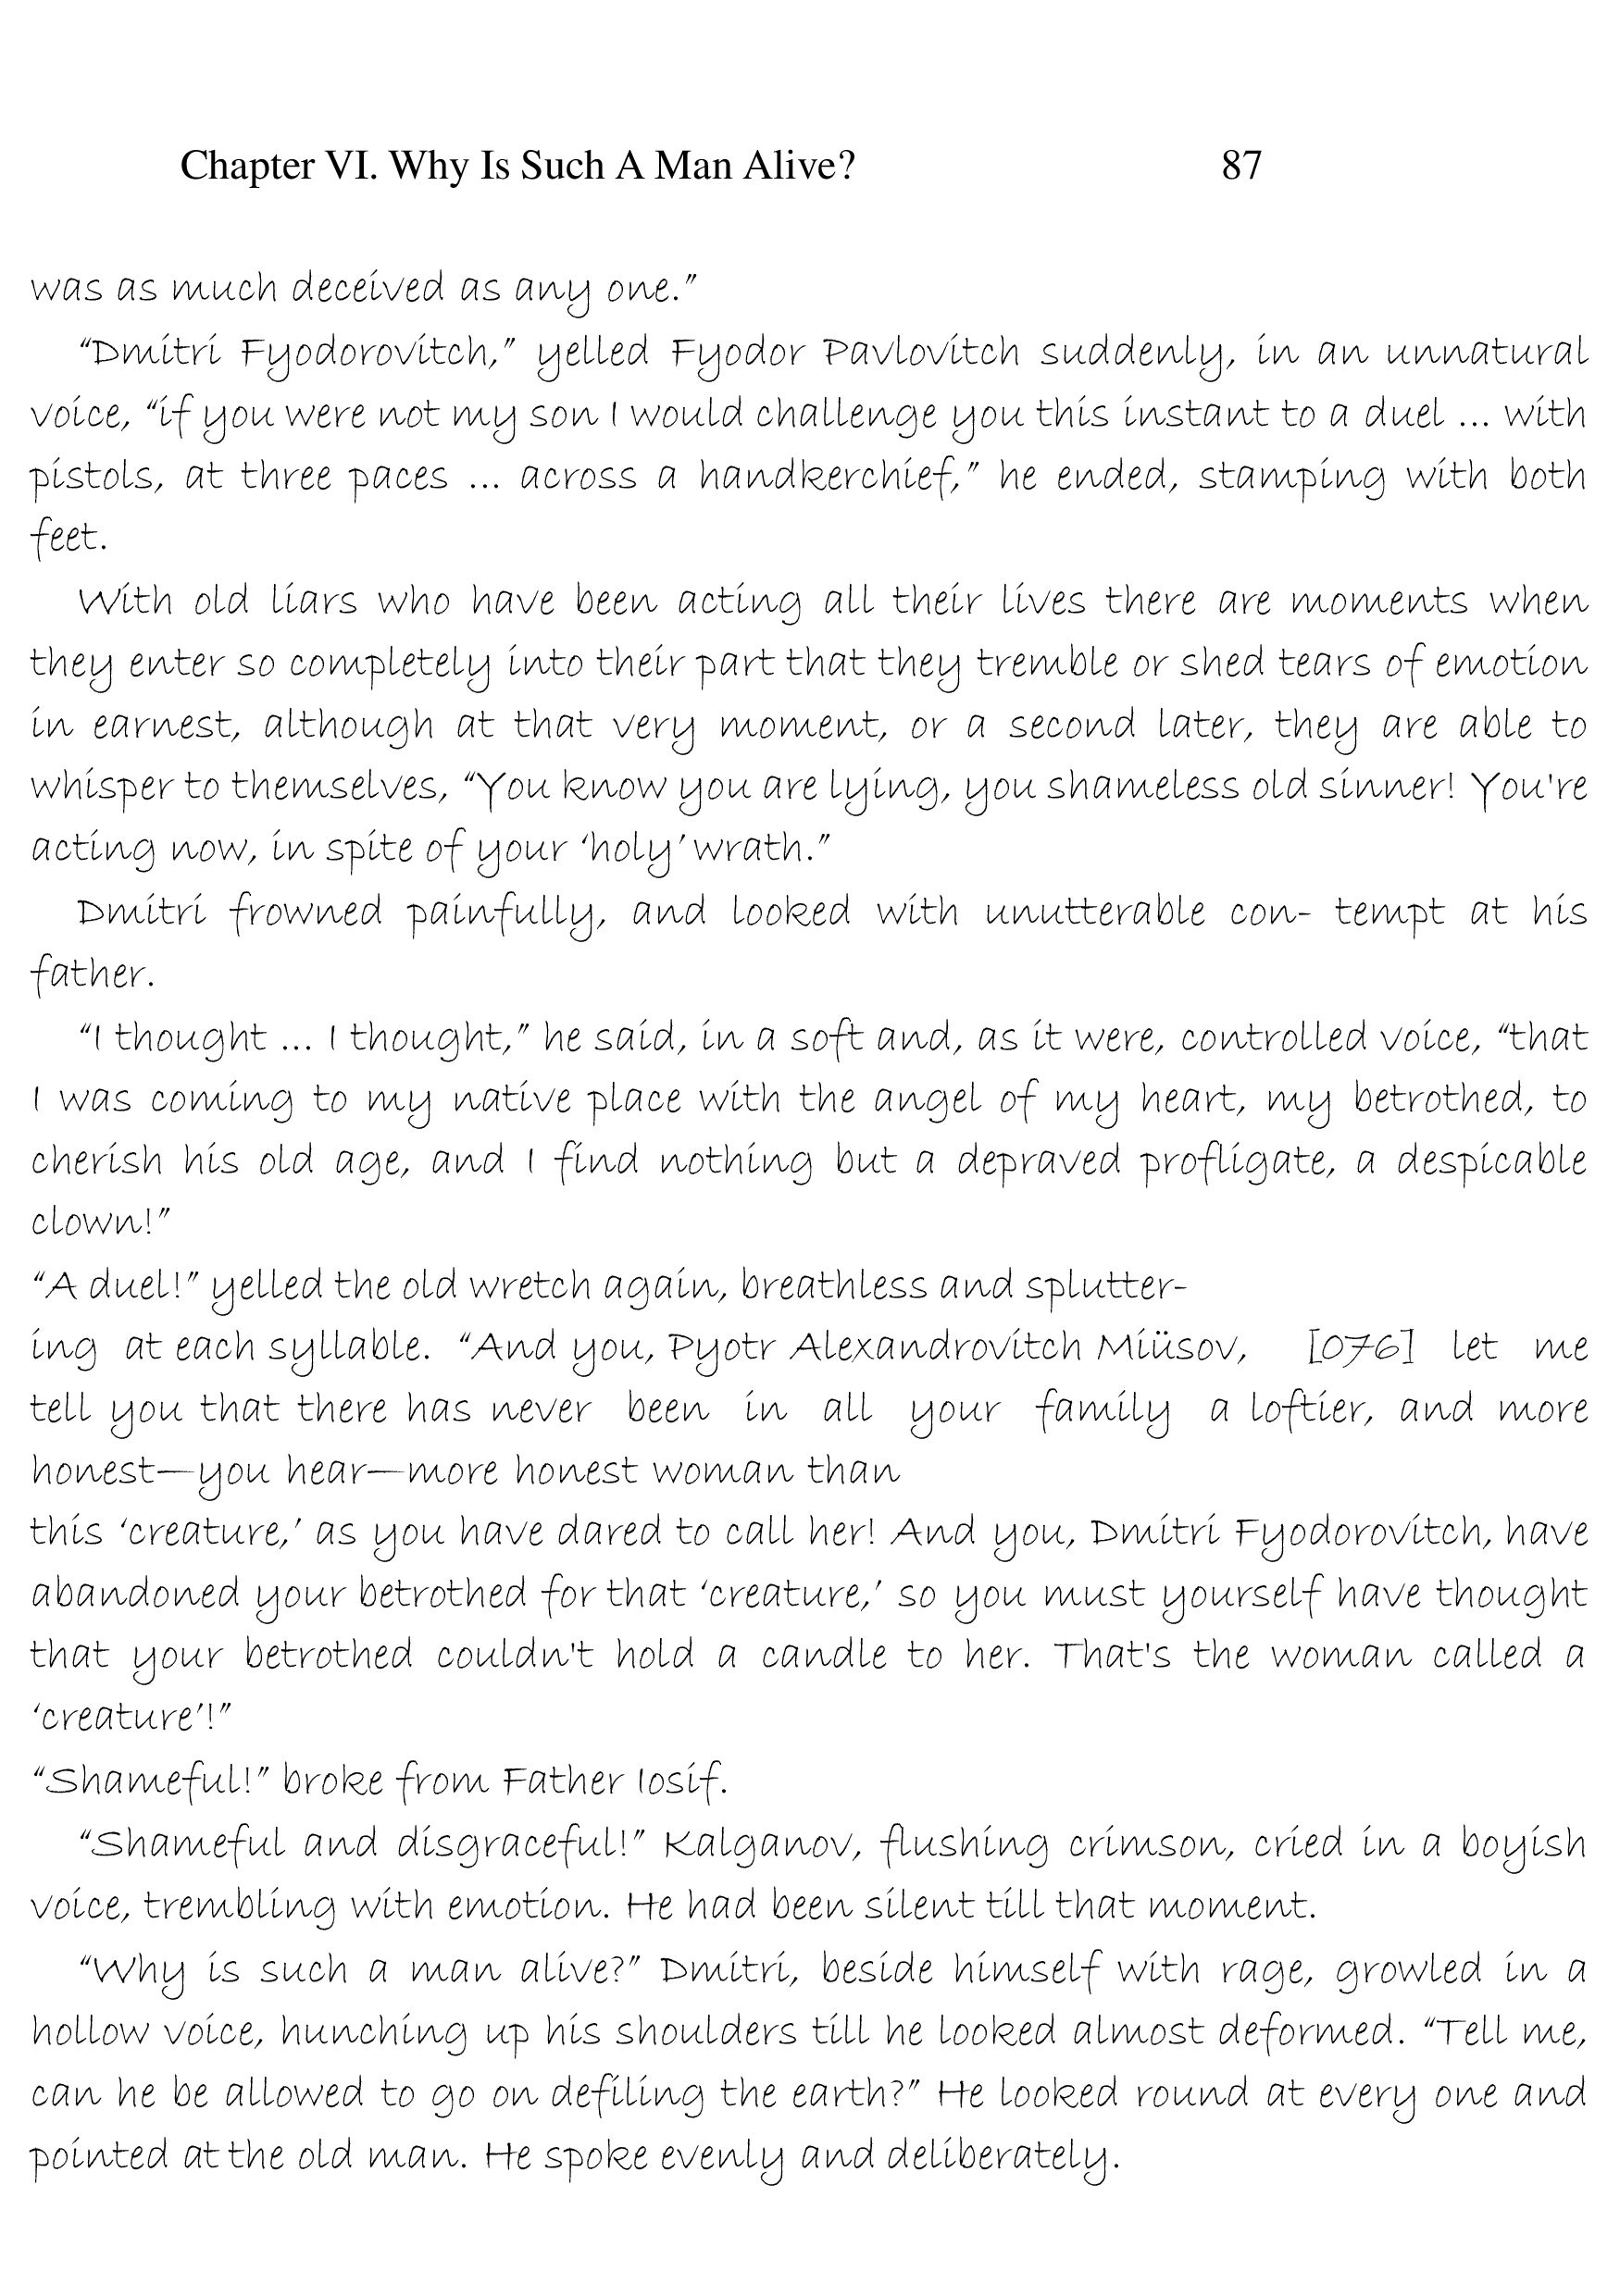 Chapter VI. Why Is Such A Man Alive? 87
was as much deceived as any one.”
“Dmitri Fyodorovitch,” yelled Fyodor Pavlovitch suddenly, in an unnatural
voice, “if you were not my son I would challenge you this instant to a duel ... with
pistols, at three paces ... across a handkerchief,” he ended, stamping with both
feet.
With old liars who have been acting all their lives there are moments when
they enter so completely into their part that they tremble or shed tears of emotion
in earnest, although at that very moment, or a second later, they are able to
whisper to themselves, “You know you are lying, you shameless old sinner! You're
acting now, in spite of your ‘holy’ wrath.”
Dmitri frowned painfully, and looked with unutterable con- tempt at his
father.
“I thought ... I thought,” he said, in a soft and, as it were, controlled voice, “that
I was coming to my native place with the angel of my heart, my betrothed, to
cherish his old age, and I find nothing but a depraved profligate, a despicable
clown!”
“A duel!” yelled the old wretch again, breathless and splutter-
ing at each syllable. “And you, Pyotr Alexandrovitch Miüsov, [076] let me
tell you that there has never been in all your family a loftier, and more
honest—you hear—more honest woman than
this ‘creature,’ as you have dared to call her! And you, Dmitri Fyodorovitch, have
abandoned your betrothed for that ‘creature,’ so you must yourself have thought
that your betrothed couldn't hold a candle to her. That's the woman called a
‘creature’!”
“Shameful!” broke from Father Iosif.
“Shameful and disgraceful!” Kalganov, flushing crimson, cried in a boyish
voice, trembling with emotion. He had been silent till that moment.
“Why is such a man alive?” Dmitri, beside himself with rage, growled in a
hollow voice, hunching up his shoulders till he looked almost deformed. “Tell me,
can he be allowed to go on defiling the earth?” He looked round at every one and
pointed at the old man. He spoke evenly and deliberately.